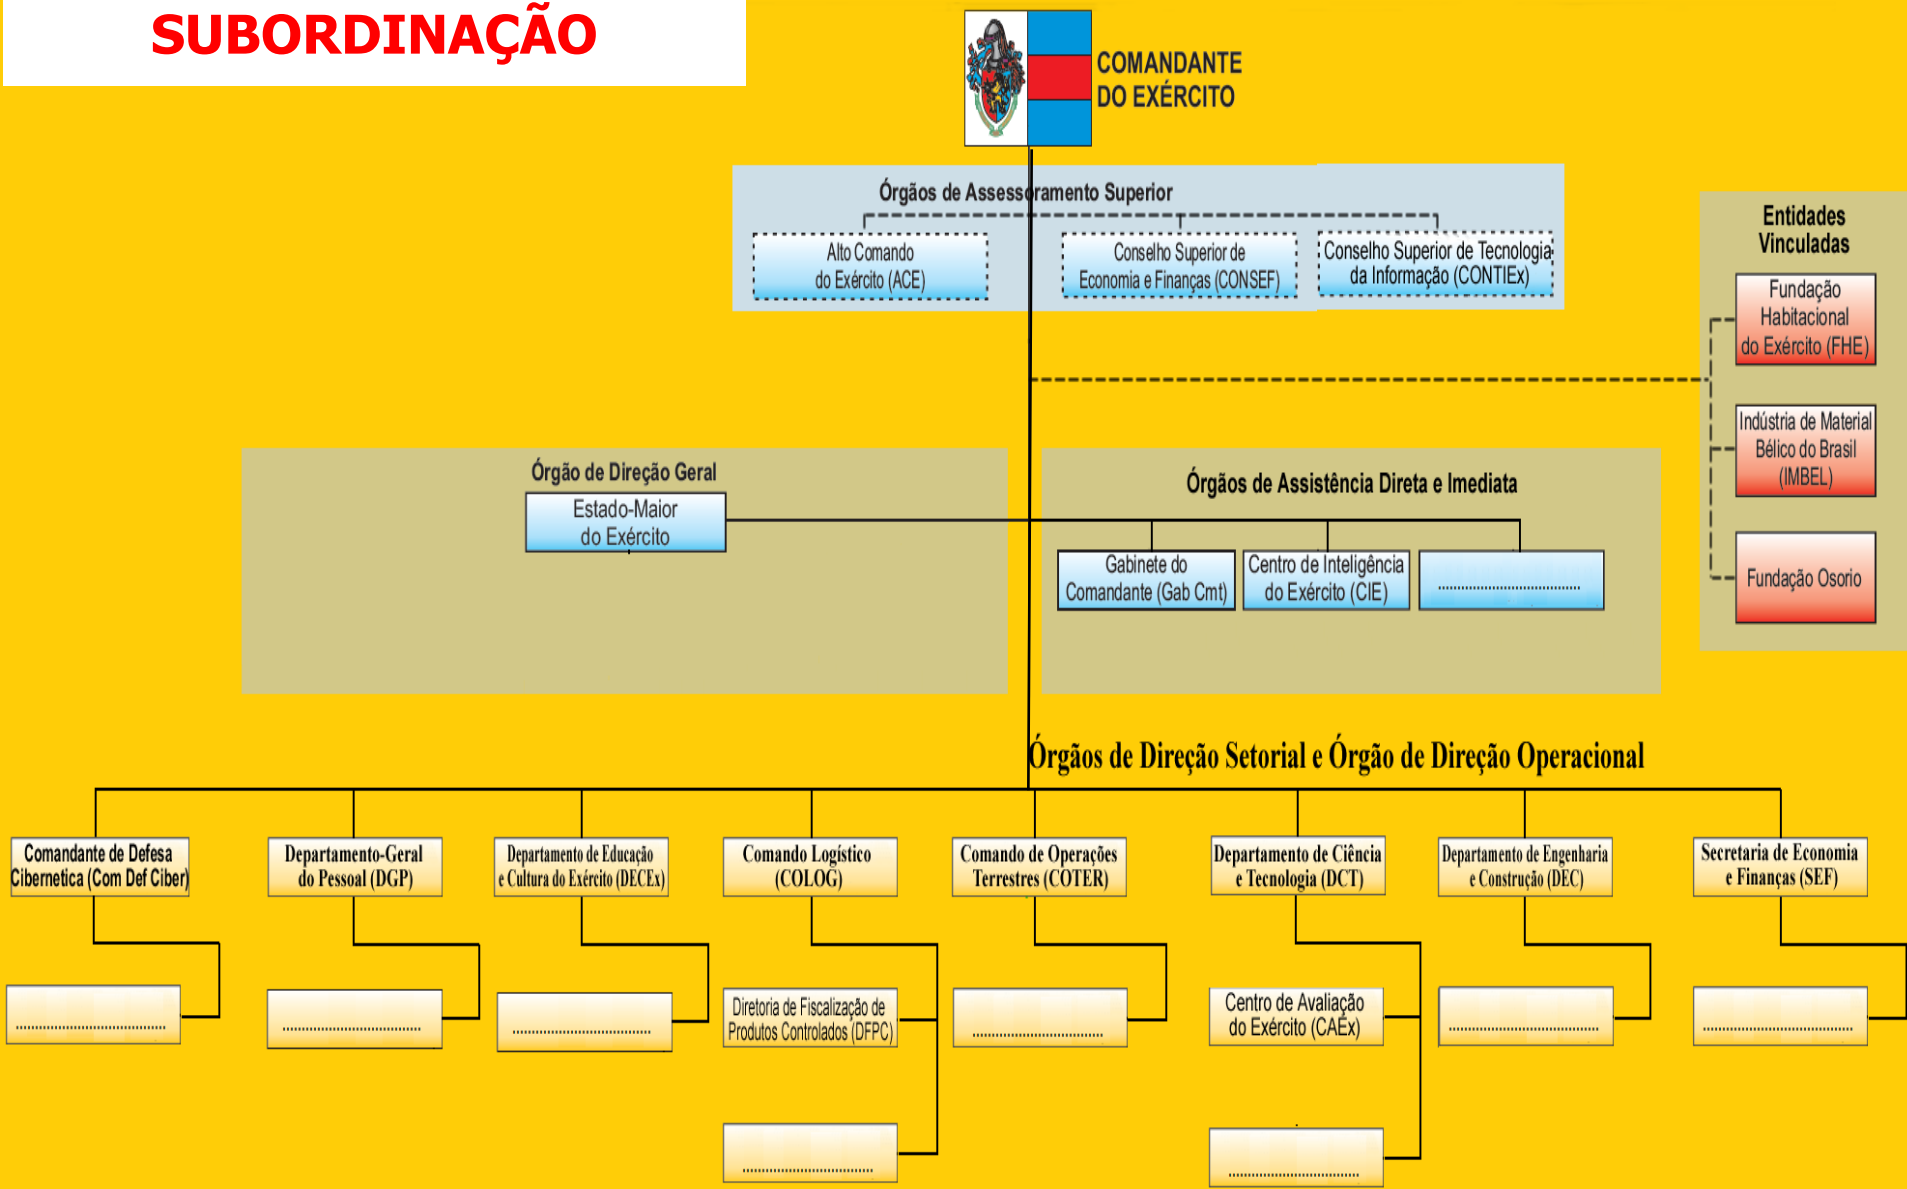 SUBORDINAÇÃO
COMANDANTE
DO EXÉRCITO
Órgãos de Assessoramento Superior
Alto Comando
do Exército (ACE)
Conselho Superior de
Economia e Finanças (CONSEF)
Conselho Superior de Tecnologia
da Informação (CONTIEx)
Entidades
Vinculadas
Fundação
Habitacional
do Exército (FHE)
Indústria de Material
Bélico do Brasil
(IMBEL)
Fundação Osorio
Órgão de Direção Geral
Estado-Maior
do Exército
Órgãos de Assistência Direta e Imediata
Gabinete do
Comandante (Gab Cmt)
Centro de Inteligência
do Exército (CIE)
Órgãos de Direção Setorial e Órgão de Direção Operacional
Comandante de Defesa
Cibernetica (Com Def Ciber)
Departamento-Geral
do Pessoal (DGP)
Departamento de Educação
e Cultura do Exército (DECEx)
Comando Logístico
(COLOG)
Comando de Operações
Terrestres (COTER)
Departamento de Ciência
e Tecnologia (DCT)
Departamento de Engenharia
e Construção (DEC)
Secretaria de Economia
e Finanças (SEF)
Diretoria de Fiscalização de
Produtos Controlados (DFPC)
Centro de Avaliação
do Exército (CAEx)